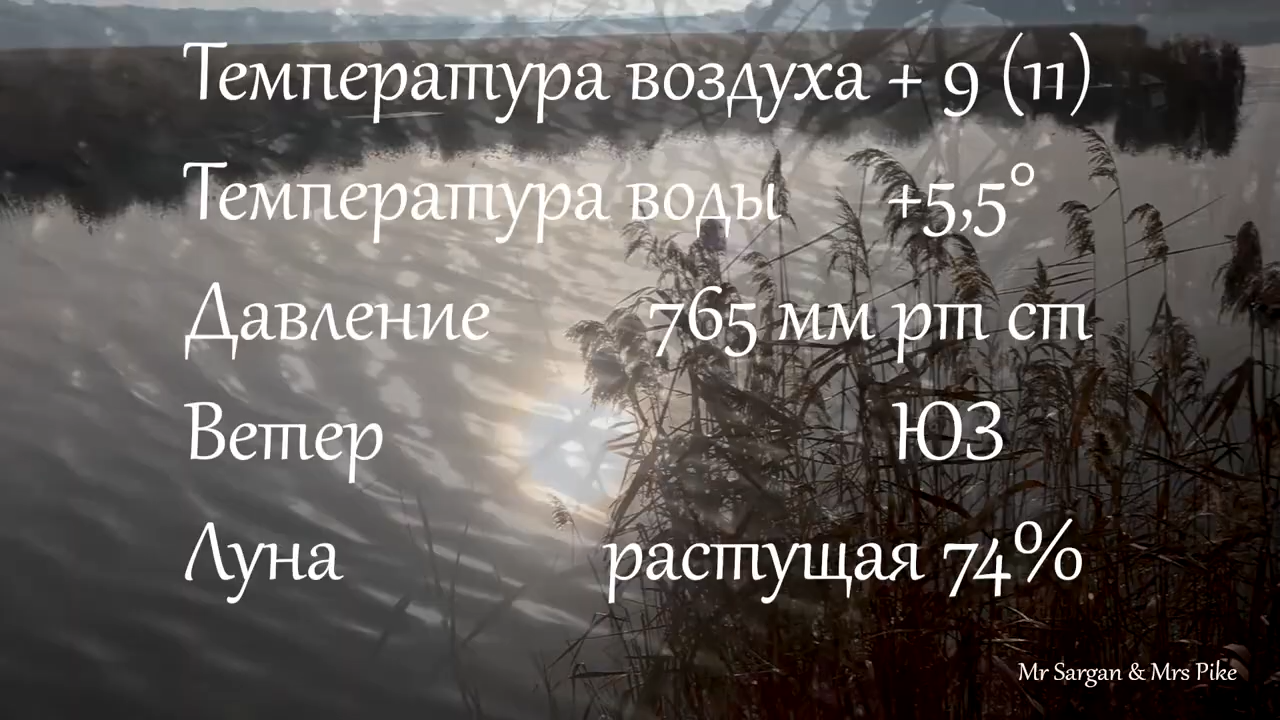 Температура воздуха + 9 (11)
Температура воды +5,5°
Давление 765 мм рт ст
Ветер ЮЗ
Луна растущая 74%
Mr Sargan & Mrs Pike